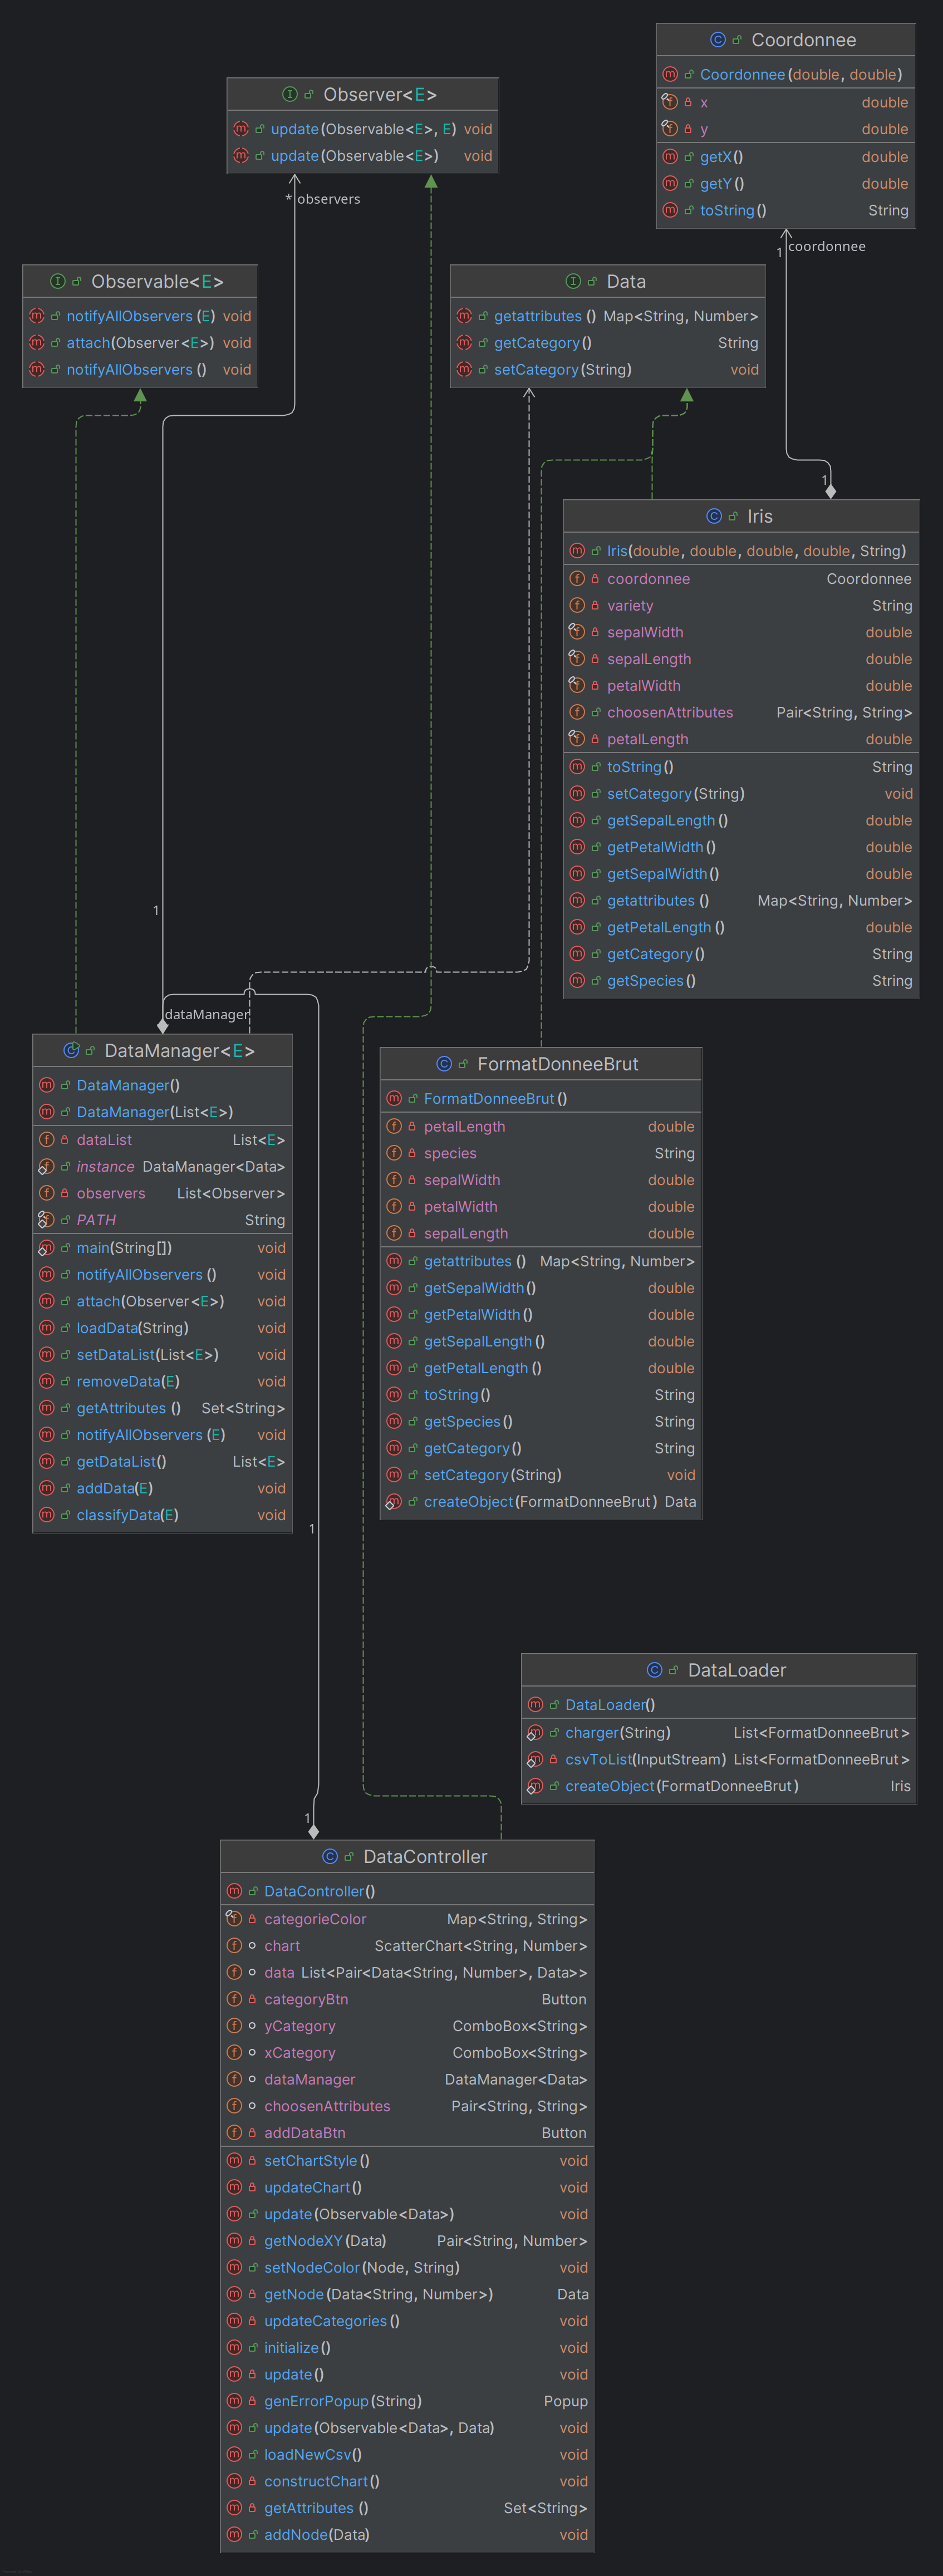 Coordonnee
Coordonnee(double, double)
x double
y double
getX() double
getY() double
toString() String
Observer<E>
update(Observable<E>, E) void
update(Observable<E>) void
* observers
1 coordonnee
Observable<E>
notifyAllObservers(E) void
attach(Observer<E>) void
notifyAllObservers() void
Data
getattributes() Map<String, Number>
getCategory() String
setCategory(String) void
1
Iris
Iris(double, double, double, double, String)
coordonnee Coordonnee
variety String
sepalWidth double
sepalLength double
petalWidth double
choosenAttributes Pair<String, String>
petalLength double
toString() String
setCategory(String) void
getSepalLength() double
getPetalWidth() double
getSepalWidth() double
getattributes() Map<String, Number>
getPetalLength() double
getCategory() String
getSpecies() String
1
dataManager
DataManager<E>
DataManager()
DataManager(List<E>)
dataList List<E>
instance DataManager<Data>
observers List<Observer>
PATH String
main(String[]) void
notifyAllObservers() void
attach(Observer<E>) void
loadData(String) void
setDataList(List<E>) void
removeData(E) void
getAttributes() Set<String>
notifyAllObservers(E) void
getDataList() List<E>
addData(E) void
classifyData(E) void
FormatDonneeBrut
FormatDonneeBrut()
petalLength double
species String
sepalWidth double
petalWidth double
sepalLength double
getattributes() Map<String, Number>
getSepalWidth() double
getPetalWidth() double
getSepalLength() double
getPetalLength() double
toString() String
getSpecies() String
getCategory() String
setCategory(String) void
createObject(FormatDonneeBrut) Data
1
DataLoader
DataLoader()
charger(String) List<FormatDonneeBrut>
csvToList(InputStream) List<FormatDonneeBrut>
createObject(FormatDonneeBrut) Iris
1
DataController
DataController()
categorieColor Map<String, String>
chart ScatterChart<String, Number>
data List<Pair<Data<String, Number>, Data>>
categoryBtn Button
yCategory ComboBox<String>
xCategory ComboBox<String>
dataManager DataManager<Data>
choosenAttributes Pair<String, String>
addDataBtn Button
setChartStyle() void
updateChart() void
update(Observable<Data>) void
getNodeXY(Data) Pair<String, Number>
setNodeColor(Node, String) void
getNode(Data<String, Number>) Data
updateCategories() void
initialize() void
update() void
genErrorPopup(String) Popup
update(Observable<Data>, Data) void
loadNewCsv() void
constructChart() void
getAttributes() Set<String>
addNode(Data) void